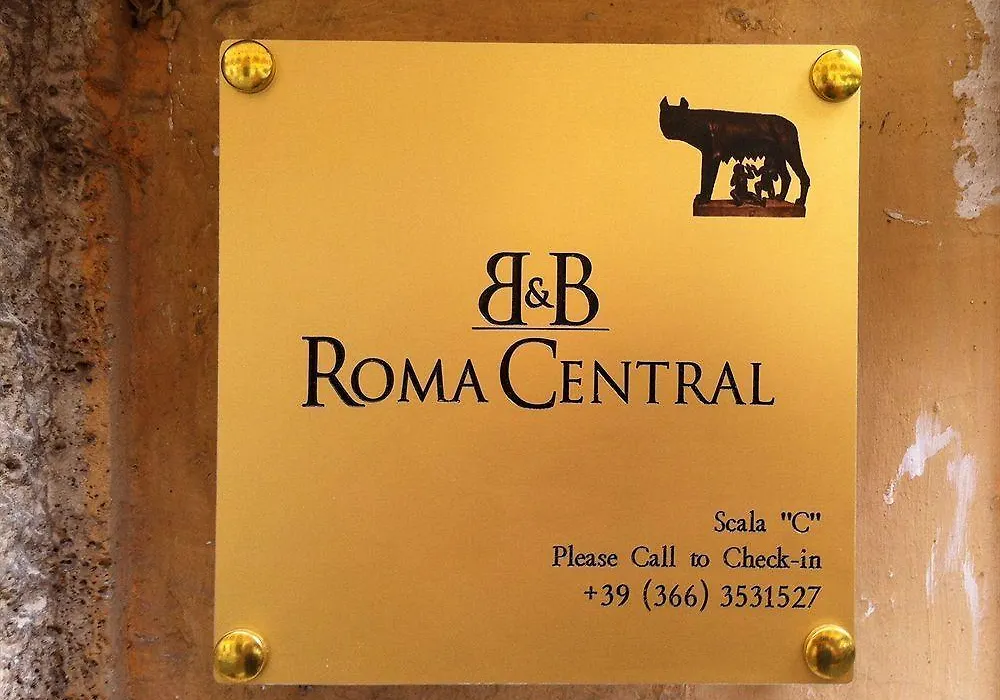 B&B
ROMA CENTRAL
Scala "C"
Please Call to Check-in
+39 (366) 3531527